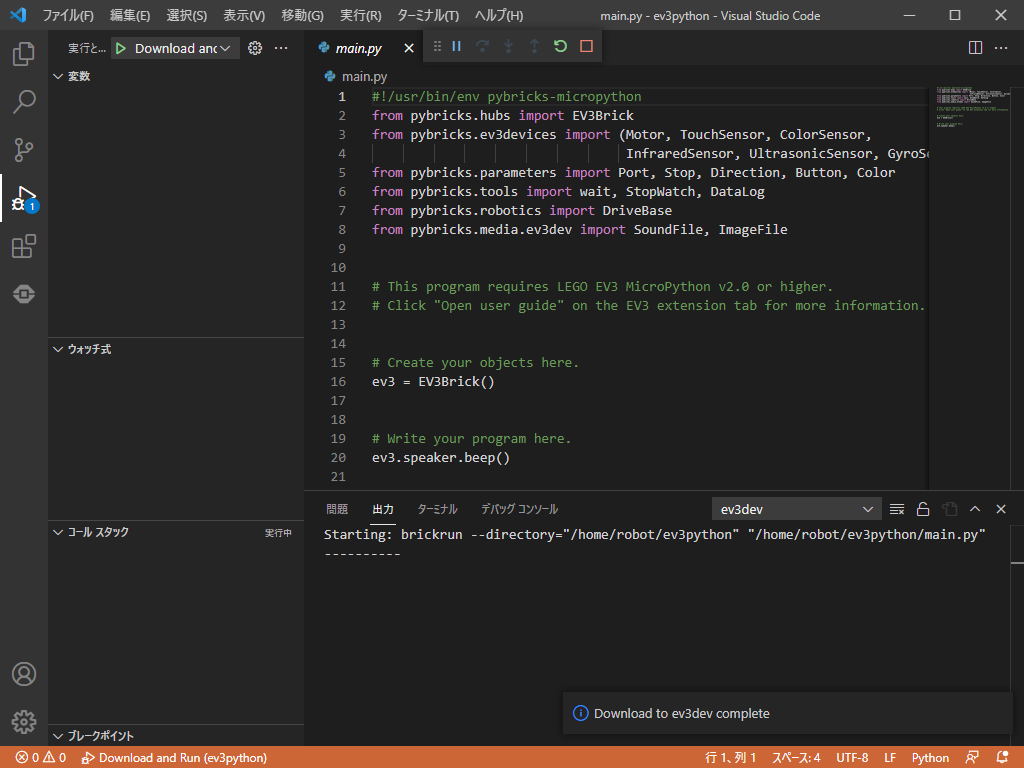 ファイル(F) 編集(E) 選択(S) 表示(V) 移動(G) 実行(R) ターミナル(T) ヘルプ(H) main.py - ev3python - Visual Studio Code
実行と... Download and
main.py
main.py
変数
1 #!/usr/bin/env pybricks-micropython
2 from pybricks.hubs import EV3Brick
3 from pybricks.ev3devices import (Motor, TouchSensor, ColorSensor,
4 InfraredSensor, UltrasonicSensor, GyroSe
5 from pybricks.parameters import Port, Stop, Direction, Button, Color
6 from pybricks.tools import wait, StopWatch, DataLog
7 from pybricks.robotics import DriveBase
8 from pybricks.media.ev3dev import SoundFile, ImageFile
9
10
11 # This program requires LEGO EV3 MicroPython v2.0 or higher.
12 # Click "Open user guide" on the EV3 extension tab for more information.
13
14
15 # Create your objects here.
16 ev3 = EV3Brick()
17
18
19 # Write your program here.
20 ev3.speaker.beep()
21
1
ウォッチ式
コール スタック 実行中
ブレークポイント
問題 出力 ターミナル デバッグ コンソール ev3dev
Starting: brickrun --directory="/home/robot/ev3python" "/home/robot/ev3python/main.py"
----------
Download to ev3dev complete
0 0 Download and Run (ev3python) 行 1、列 1 スペース: 4 UTF-8 LF Python